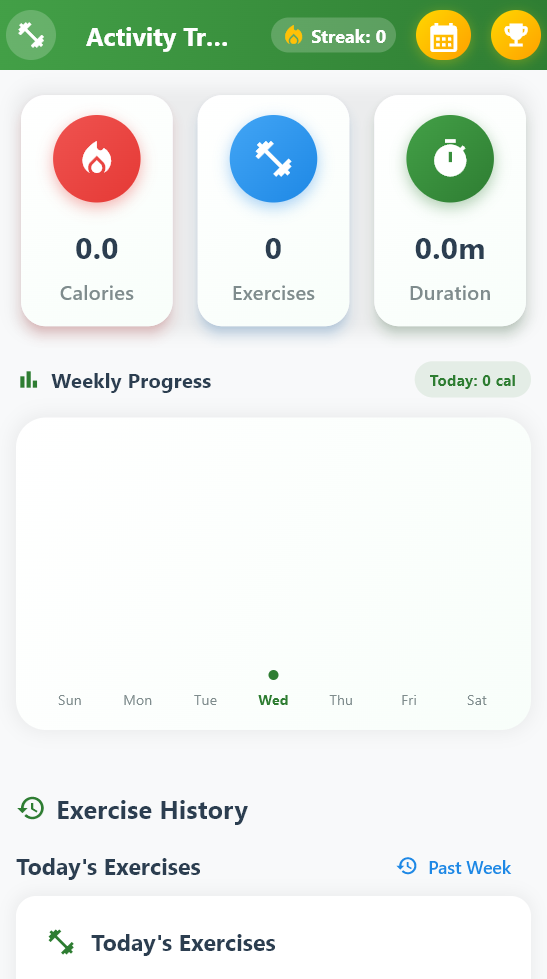 Activity Tr...
Streak: 0
0.0
Calories
0
Exercises
0.0m
Duration
Weekly Progress
Today: 0 cal
Sun Mon Tue Wed Thu Fri Sat
Exercise History
Today's Exercises
Past Week
Today's Exercises